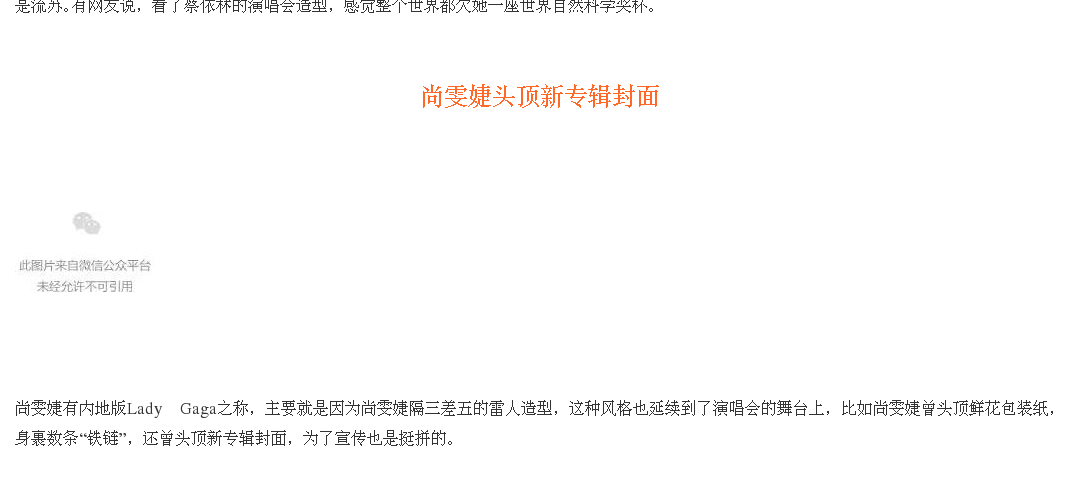 是流苏。有网友说，看了蔡依林的演唱会造型，感觉整个世界都欠她一座世界自然科学奖杯。
尚雯婕头顶新专辑封面
此图片来自微信公众平台
未经允许不可引用
尚雯婕有内地版Lady Gaga之称，主要就是因为尚雯婕隔三差五的雷人造型，这种风格也延续到了演唱会的舞台上，比如尚雯婕曾头顶鲜花包装纸，
身裹数条“铁链”，还曾头顶新专辑封面，为了宣传也是挺拼的。